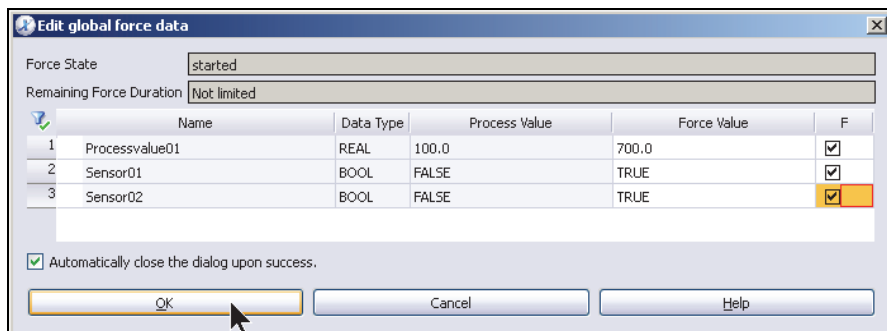 Edit global force data
Force State started
Remaining Force Duration Not limited
Name Data Type Process Value Force Value F
1 Processvalue01 REAL 100.0 700.0
2 Sensor01 BOOL FALSE TRUE
3 Sensor02 BOOL FALSE TRUE
Automatically close the dialog upon success.
OK Cancel Help